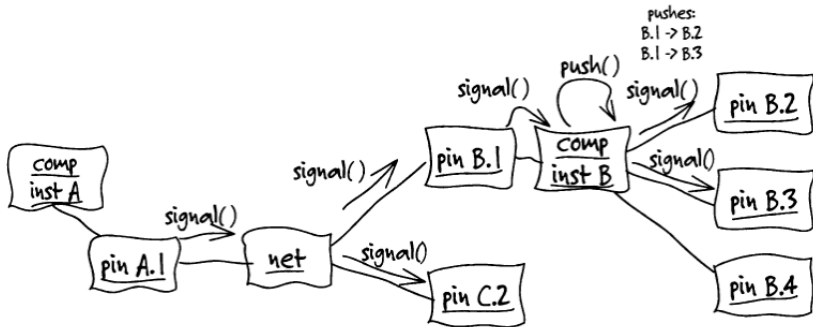 pushes:
B.1 -> B.2
B.1 -> B.3
push()
signal()
signal()
pin B.2
comp
inst A
signal()
pin B.1
comp
inst B
signal()
pin B.3
signal()
pin A.1
net
signal()
pin C.2
pin B.4